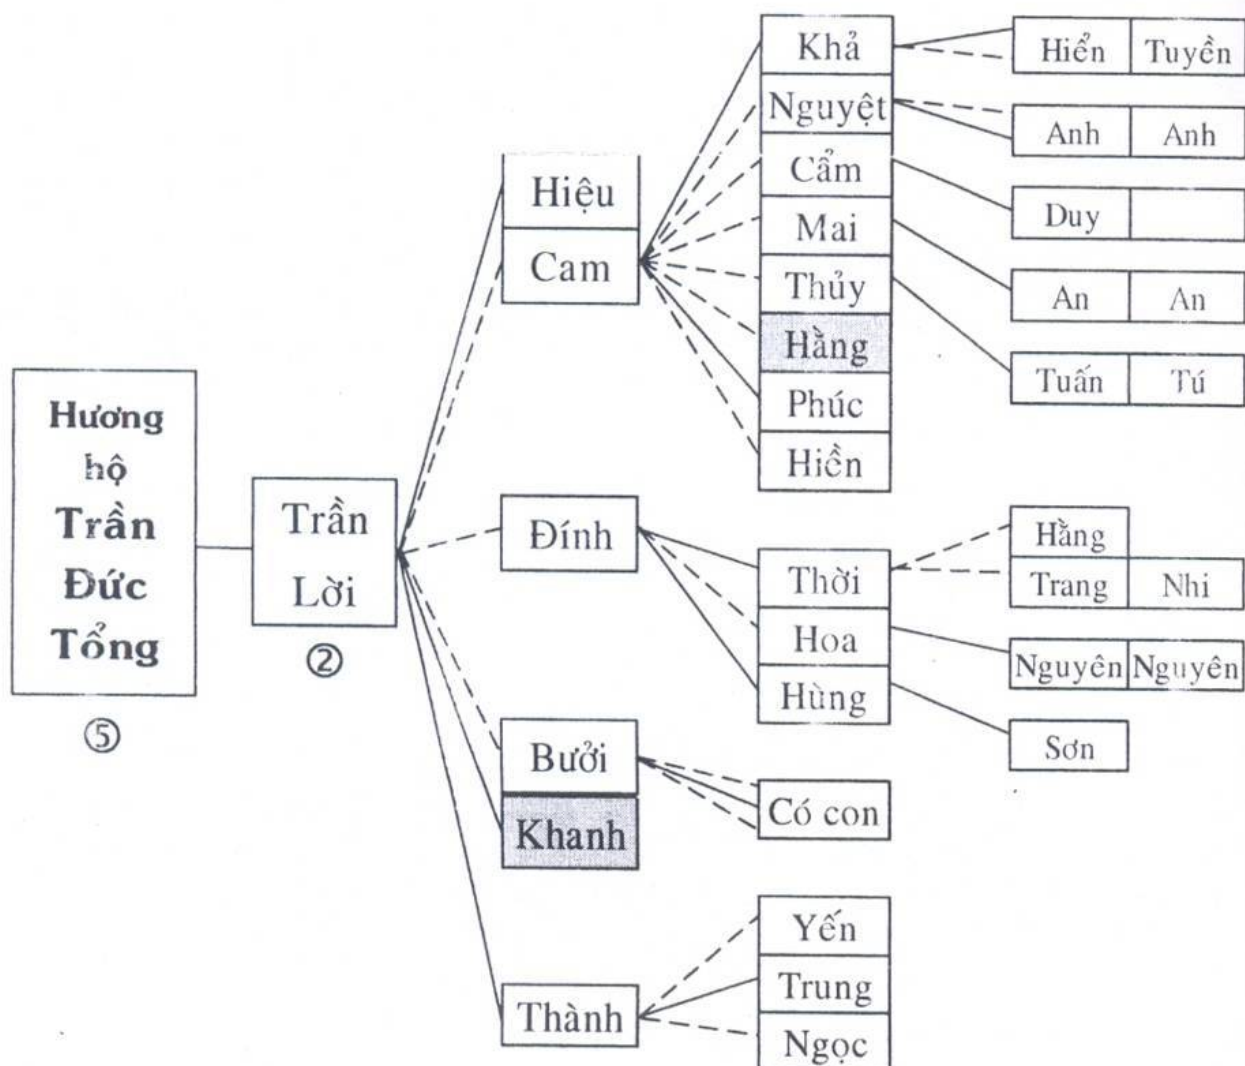 Hương
hộ
Trần
Đức
Tổng
⑤
Trần
Lời
②
Hiệu
Cam
Đính
Bưởi
Khanh
Thành
Khả
Nguyệt
Cẩm
Mai
Thủy
Hằng
Phúc
Hiền
Thời
Hoa
Hùng
Có con
Yến
Trung
Ngọc
Hiển Tuyền
Anh Anh
Duy
An An
Tuấn Tú
Hằng
Trang Nhi
Nguyên Nguyên
Sơn